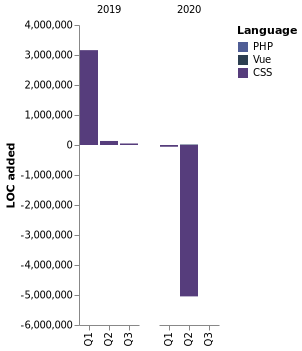 2019 2020
Language
PHP
Vue
CSS
LOC added
4,000,000
3,000,000
2,000,000
1,000,000
0
-1,000,000
-2,000,000
-3,000,000
-4,000,000
-5,000,000
-6,000,000
Q1 Q2 Q3 Q1 Q2 Q3